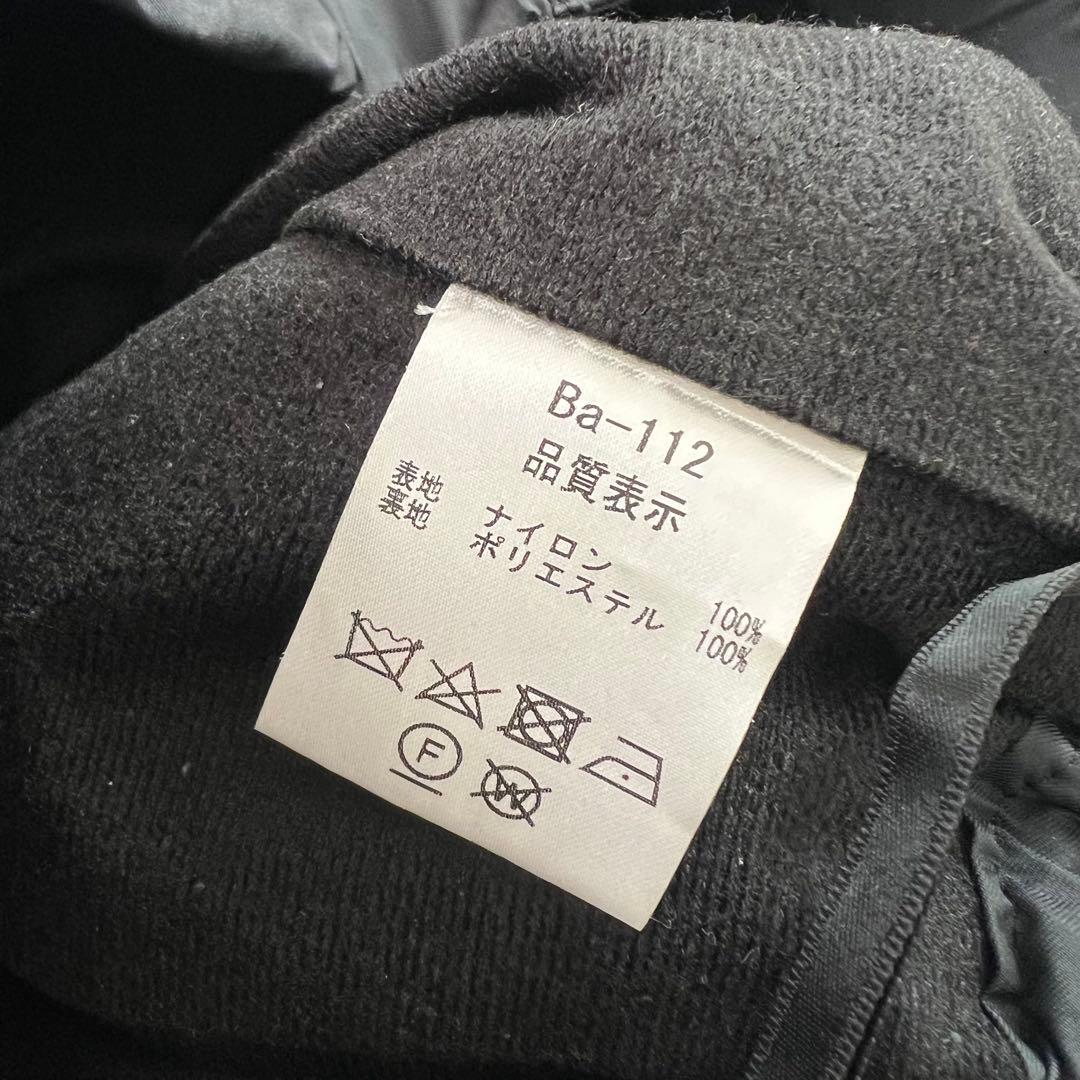 Ba-112
品質表示
表地 ナイロン 100%
裏地 ポリエステル 100%
F
W